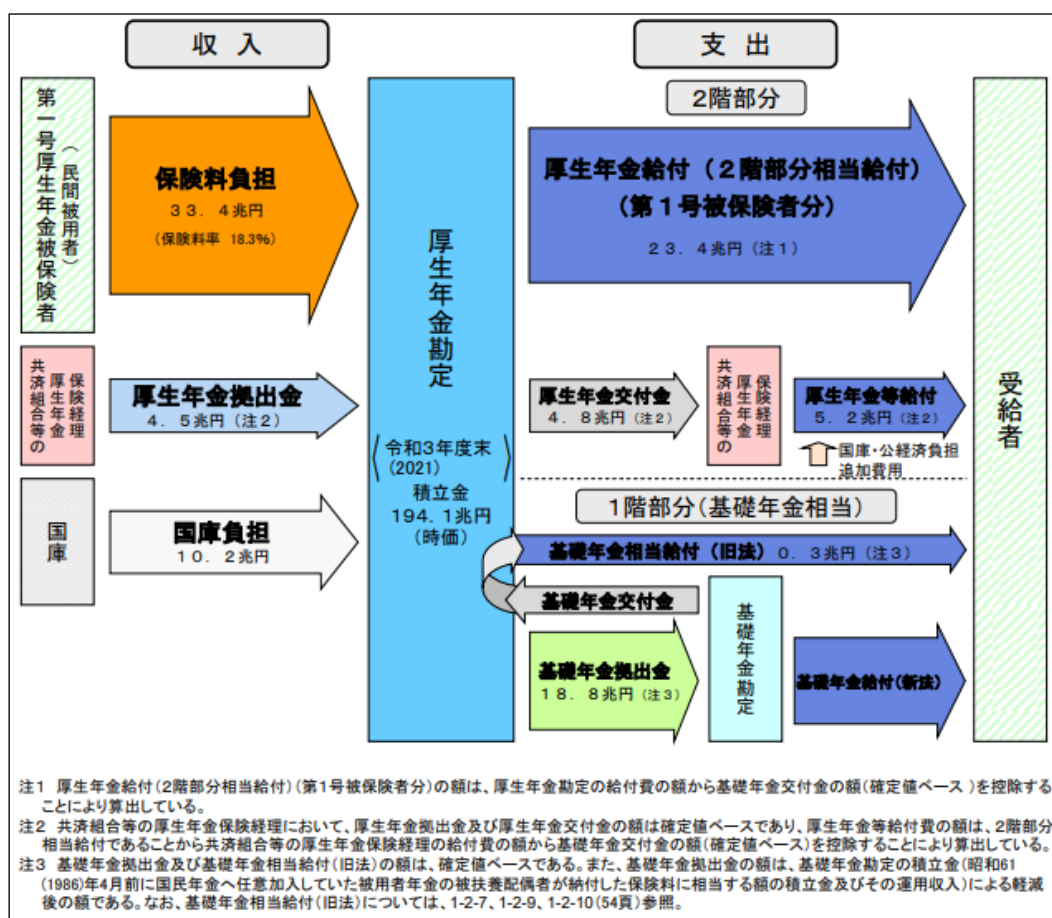 収 入
支 出
第一号厚生年金被保険者
（民間被用者）
保険料負担
３３．４兆円
（保険料率 18.3%）
共済組合等の
厚生年金
保険経理
厚生年金拠出金
４．５兆円（注２）
国庫
国庫負担
１０．２兆円
厚生年金勘定
令和3年度末
(2021)
積立金
194.1兆円
(時価)
２階部分
厚生年金給付（２階部分相当給付）
（第１号被保険者分）
２３．４兆円（注１）
厚生年金交付金
４．８兆円（注２）
共済組合等の
厚生年金
保険経理
厚生年金等給付
５．２兆円（注２）
国庫・公経済負担
追加費用
１階部分（基礎年金相当）
基礎年金相当給付（旧法）０．３兆円（注３）
基礎年金交付金
基礎年金拠出金
１８．８兆円（注３）
基礎年金勘定
基礎年金給付(新法)
受給者
注1 厚生年金給付(2階部分相当給付)(第1号被保険者分)の額は、厚生年金勘定の給付費の額から基礎年金交付金の額(確定値ベース)を控除する
ことにより算出している。
注2 共済組合等の厚生年金保険経理において、厚生年金拠出金及び厚生年金交付金の額は確定値ベースであり、厚生年金等給付費の額は、2階部分
相当給付であることから共済組合等の厚生年金保険経理の給付費の額から基礎年金交付金の額(確定値ベース)を控除することにより算出している。
注3 基礎年金拠出金及び基礎年金相当給付(旧法)の額は、確定値ベースである。また、基礎年金拠出金の額は、基礎年金勘定の積立金(昭和61
(1986)年4月前に国民年金へ任意加入していた被用者年金の被扶養配偶者が納付した保険料に相当する額の積立金及びその運用収入)による軽減
後の額である。なお、基礎年金相当給付(旧法)については、1-2-7、1-2-9、1-2-10(54頁)参照。